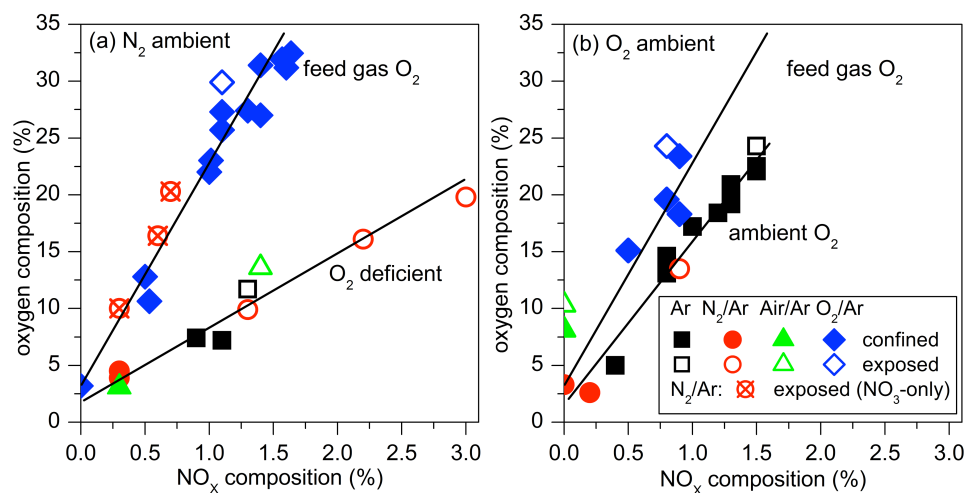 (a) N₂ ambient
feed gas O₂
O₂ deficient
oxygen composition (%)
35
30
25
20
15
10
5
0
0.0 0.5 1.0 1.5 2.0 2.5 3.0
NOₓ composition (%)
(b) O₂ ambient
feed gas O₂
ambient O₂
oxygen composition (%)
35
30
25
20
15
10
5
0
Ar N₂/Ar Air/Ar O₂/Ar
confined
exposed
N₂/Ar: exposed (NO₃-only)
0.0 0.5 1.0 1.5 2.0 2.5 3.0
NOₓ composition (%)